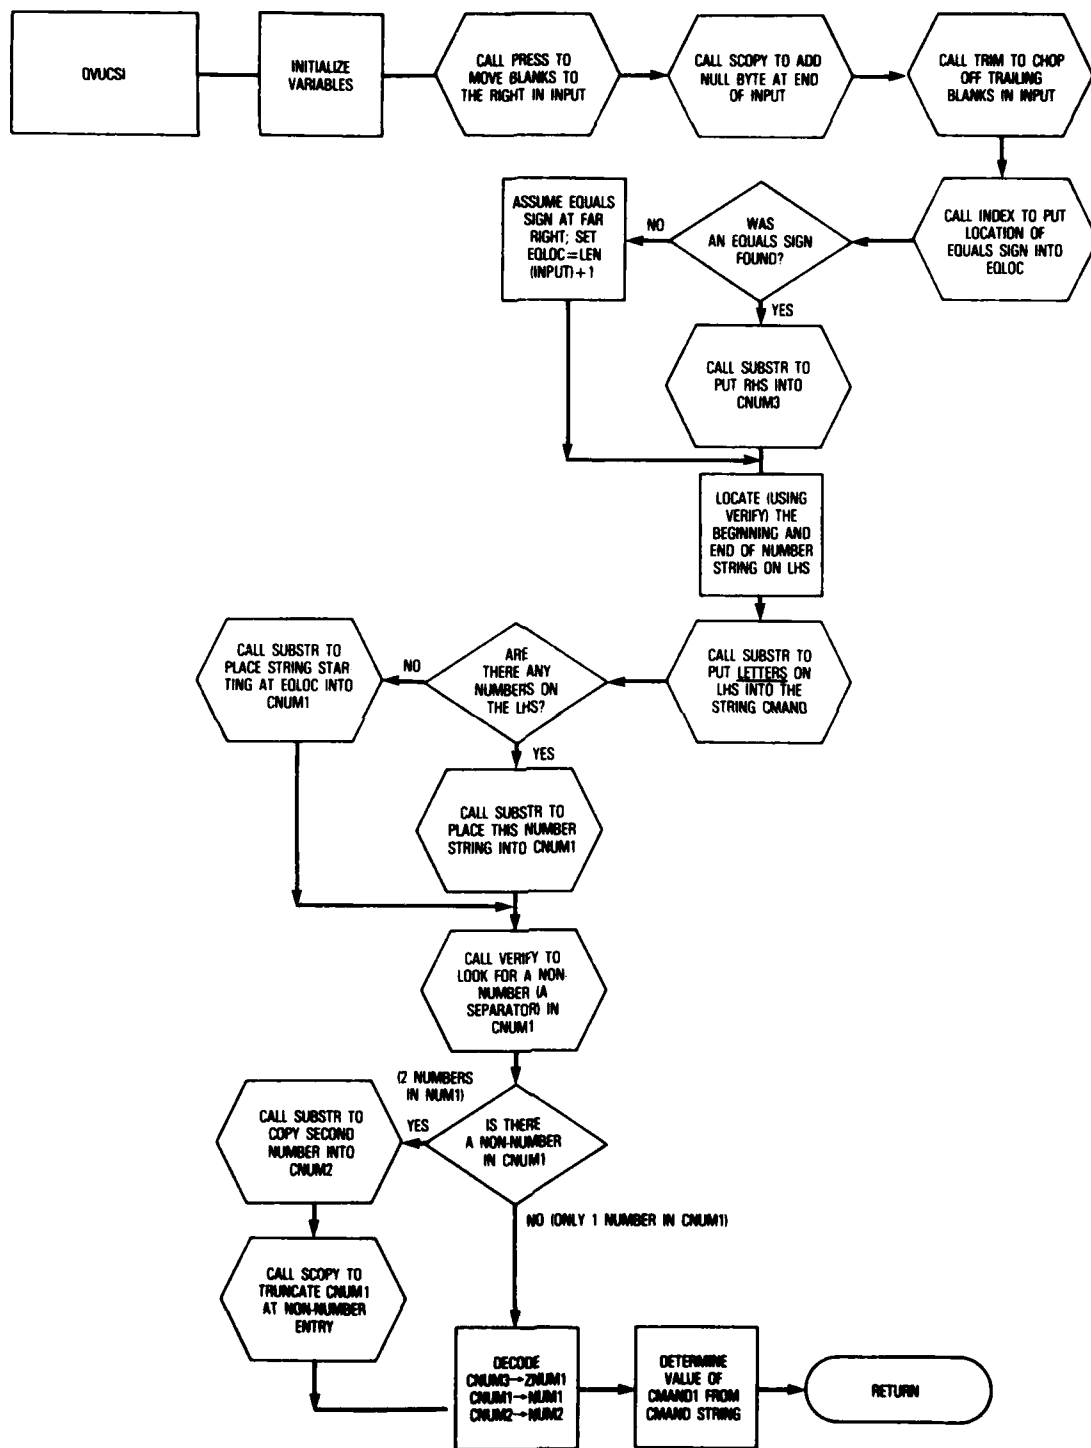 QVUCSI
INITIALIZE
VARIABLES
CALL PRESS TO
MOVE BLANKS TO
THE RIGHT IN INPUT
CALL SCOPY TO ADD
NULL BYTE AT END
OF INPUT
CALL TRIM TO CHOP
OFF TRAILING
BLANKS IN INPUT
CALL INDEX TO PUT
LOCATION OF
EQUALS SIGN INTO
EQLOC
WAS
AN EQUALS SIGN
FOUND?
NO
ASSUME EQUALS
SIGN AT FAR
RIGHT; SET
EQLOC=LEN
(INPUT)+1
YES
CALL SUBSTR TO
PUT RHS INTO
CNUM3
LOCATE (USING
VERIFY) THE
BEGINNING AND
END OF NUMBER
STRING ON LHS
CALL SUBSTR TO
PUT LETTERS ON
LHS INTO THE
STRING CMAND
ARE
THERE ANY
NUMBERS ON
THE LHS?
NO
CALL SUBSTR TO
PLACE STRING STAR
TING AT EQLOC INTO
CNUM1
YES
CALL SUBSTR TO
PLACE THIS NUMBER
STRING INTO CNUM1
CALL VERIFY TO
LOOK FOR A NON-
NUMBER (A
SEPARATOR) IN
CNUM1
IS THERE
A NON-NUMBER
IN CNUM1
(2 NUMBERS
IN NUM1)
YES
CALL SUBSTR TO
COPY SECOND
NUMBER INTO
CNUM2
NO (ONLY 1 NUMBER IN CNUM1)
CALL SCOPY TO
TRUNCATE CNUM1
AT NON-NUMBER
ENTRY
DECODE
CNUM3→ZNUM1
CNUM1→NUM1
CNUM2→NUM2
DETERMINE
VALUE OF
CMAND1 FROM
CMAND STRING
RETURN